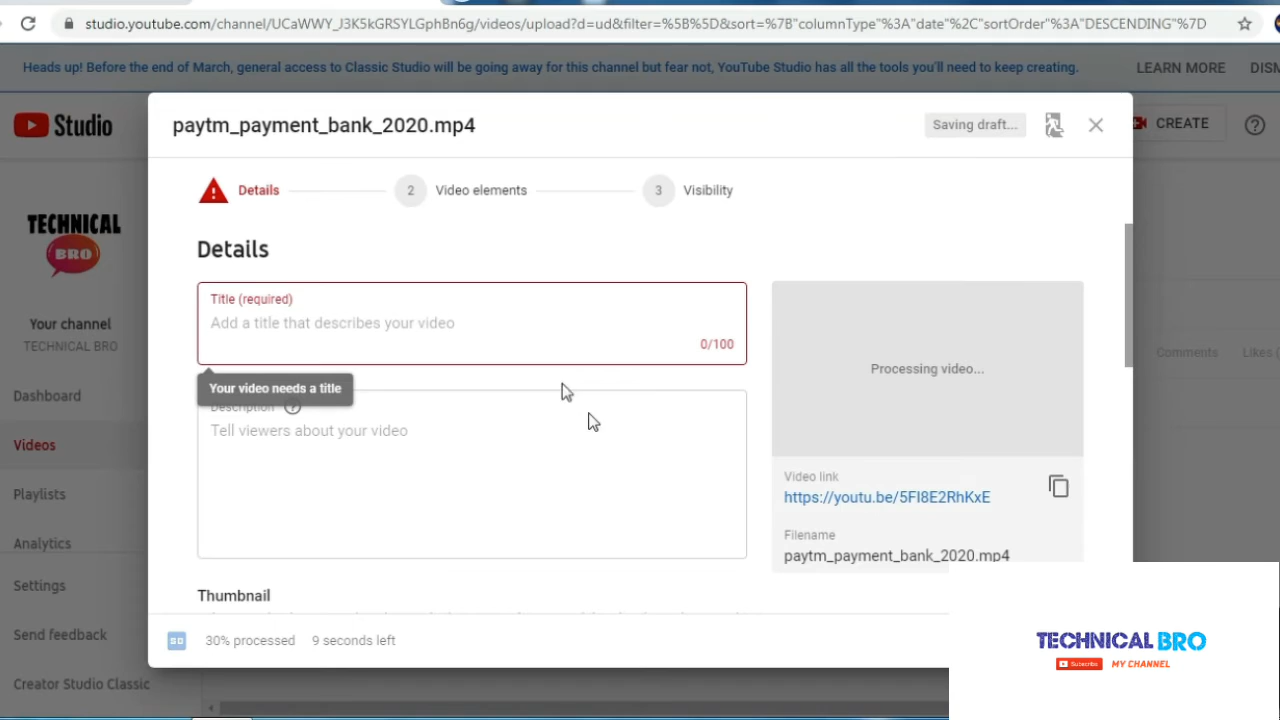 studio.youtube.com/channel/UCaWWY_J3K5kGRSYLGphBn6g/videos/upload?d=ud&filter=%5B%5D&sort=%7B"columnType"%3A"date"%2C"sortOrder"%3A"DESCENDING"%7D
Heads up! Before the end of March, general access to Classic Studio will be going away for this channel but fear not, YouTube Studio has all the tools you'll need to keep creating. LEARN MORE DISM
Studio
paytm_payment_bank_2020.mp4
Saving draft...
CREATE
Details
2 Video elements
3 Visibility
TECHNICAL
BRO
Details
Title (required)
Add a title that describes your video
0/100
Your channel
TECHNICAL BRO
Processing video...
Comments Likes (
Your video needs a title
Dashboard
Description
Tell viewers about your video
Videos
Video link
https://youtu.be/5FI8E2RhKxE
Playlists
Filename
paytm_payment_bank_2020.mp4
Analytics
Settings
Thumbnail
Send feedback
SD 30% processed 9 seconds left
TECHNICAL BRO
Subscribe MY CHANNEL
Creator Studio Classic